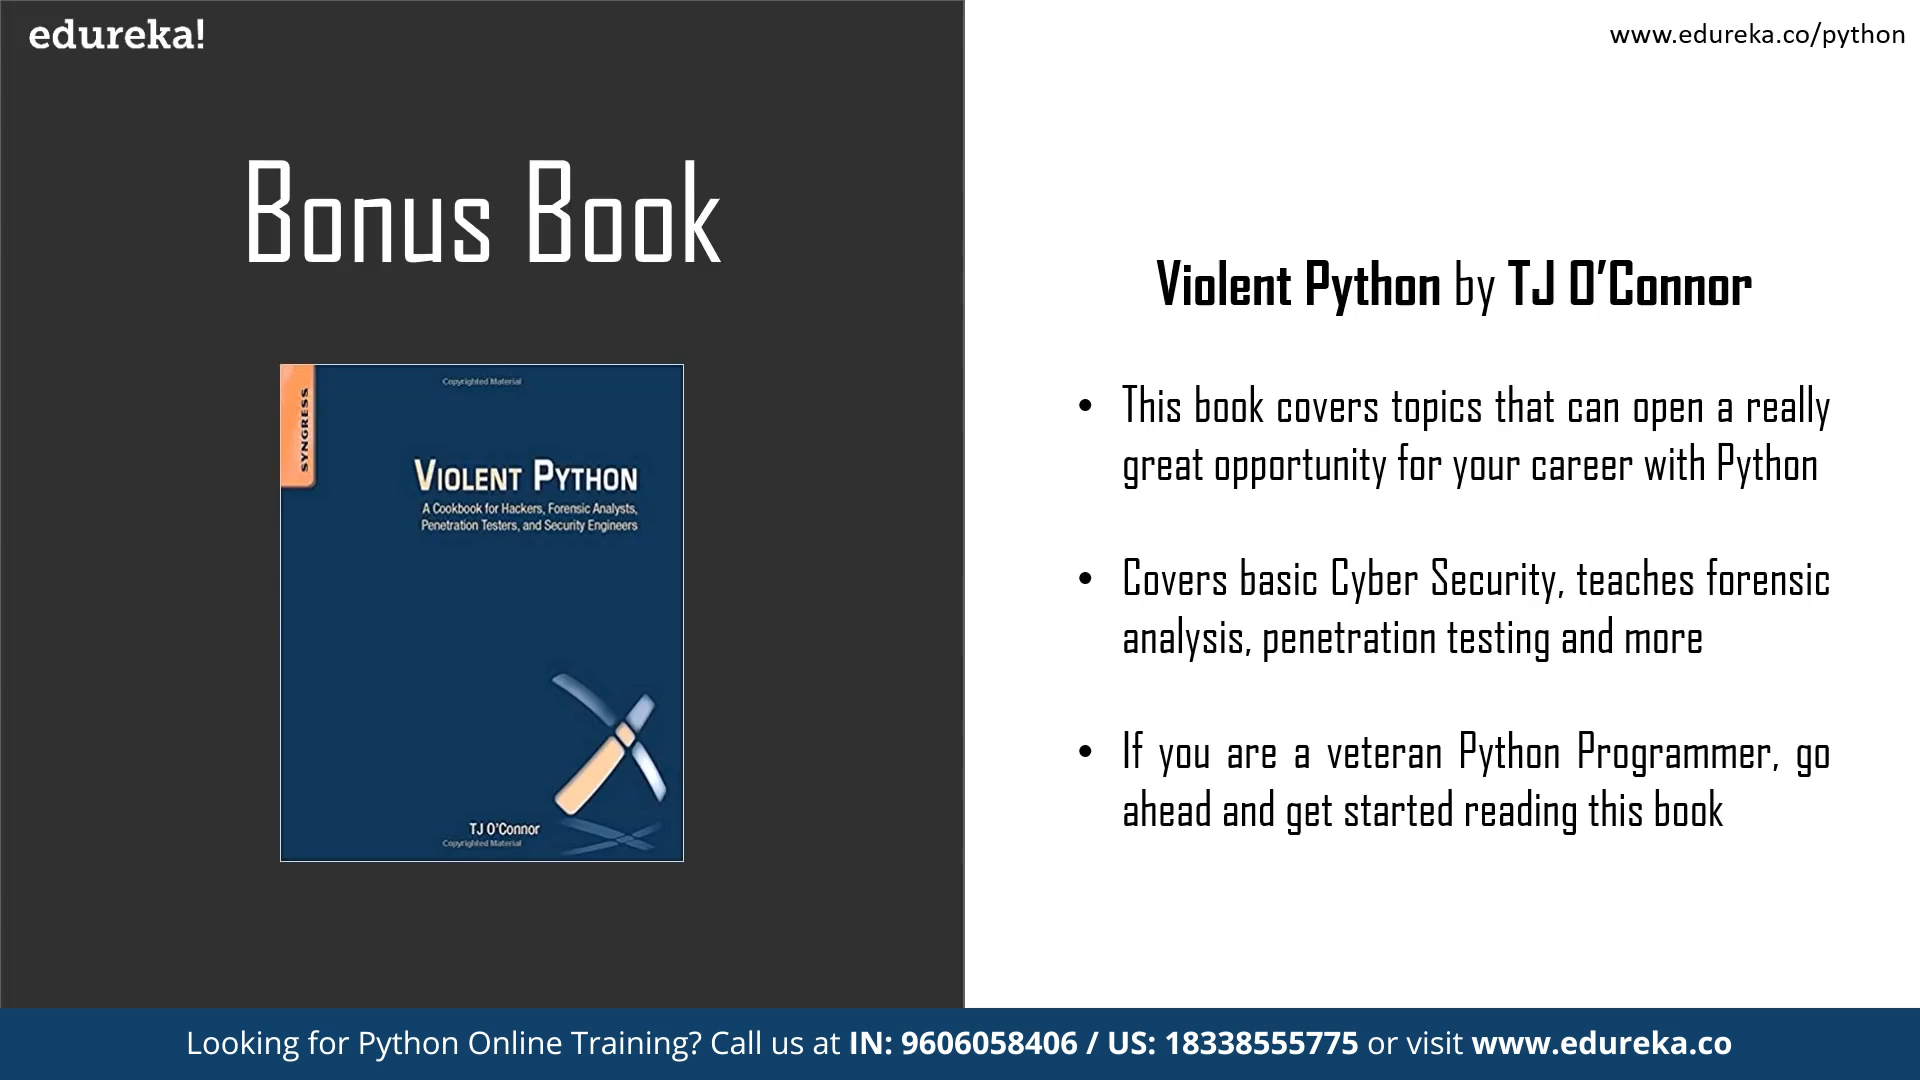 edureka!
www.edureka.co/python
Bonus Book
Copyrighted Material
SYNGRESS
VIOLENT PYTHON
A Cookbook for Hackers, Forensic Analysts,
Penetration Testers, and Security Engineers
TJ O'Connor
Copyrighted Material
Violent Python by TJ O’Connor
• This book covers topics that can open a really
great opportunity for your career with Python
• Covers basic Cyber Security, teaches forensic
analysis, penetration testing and more
• If you are a veteran Python Programmer, go
ahead and get started reading this book
Looking for Python Online Training? Call us at IN: 9606058406 / US: 18338555775 or visit www.edureka.co